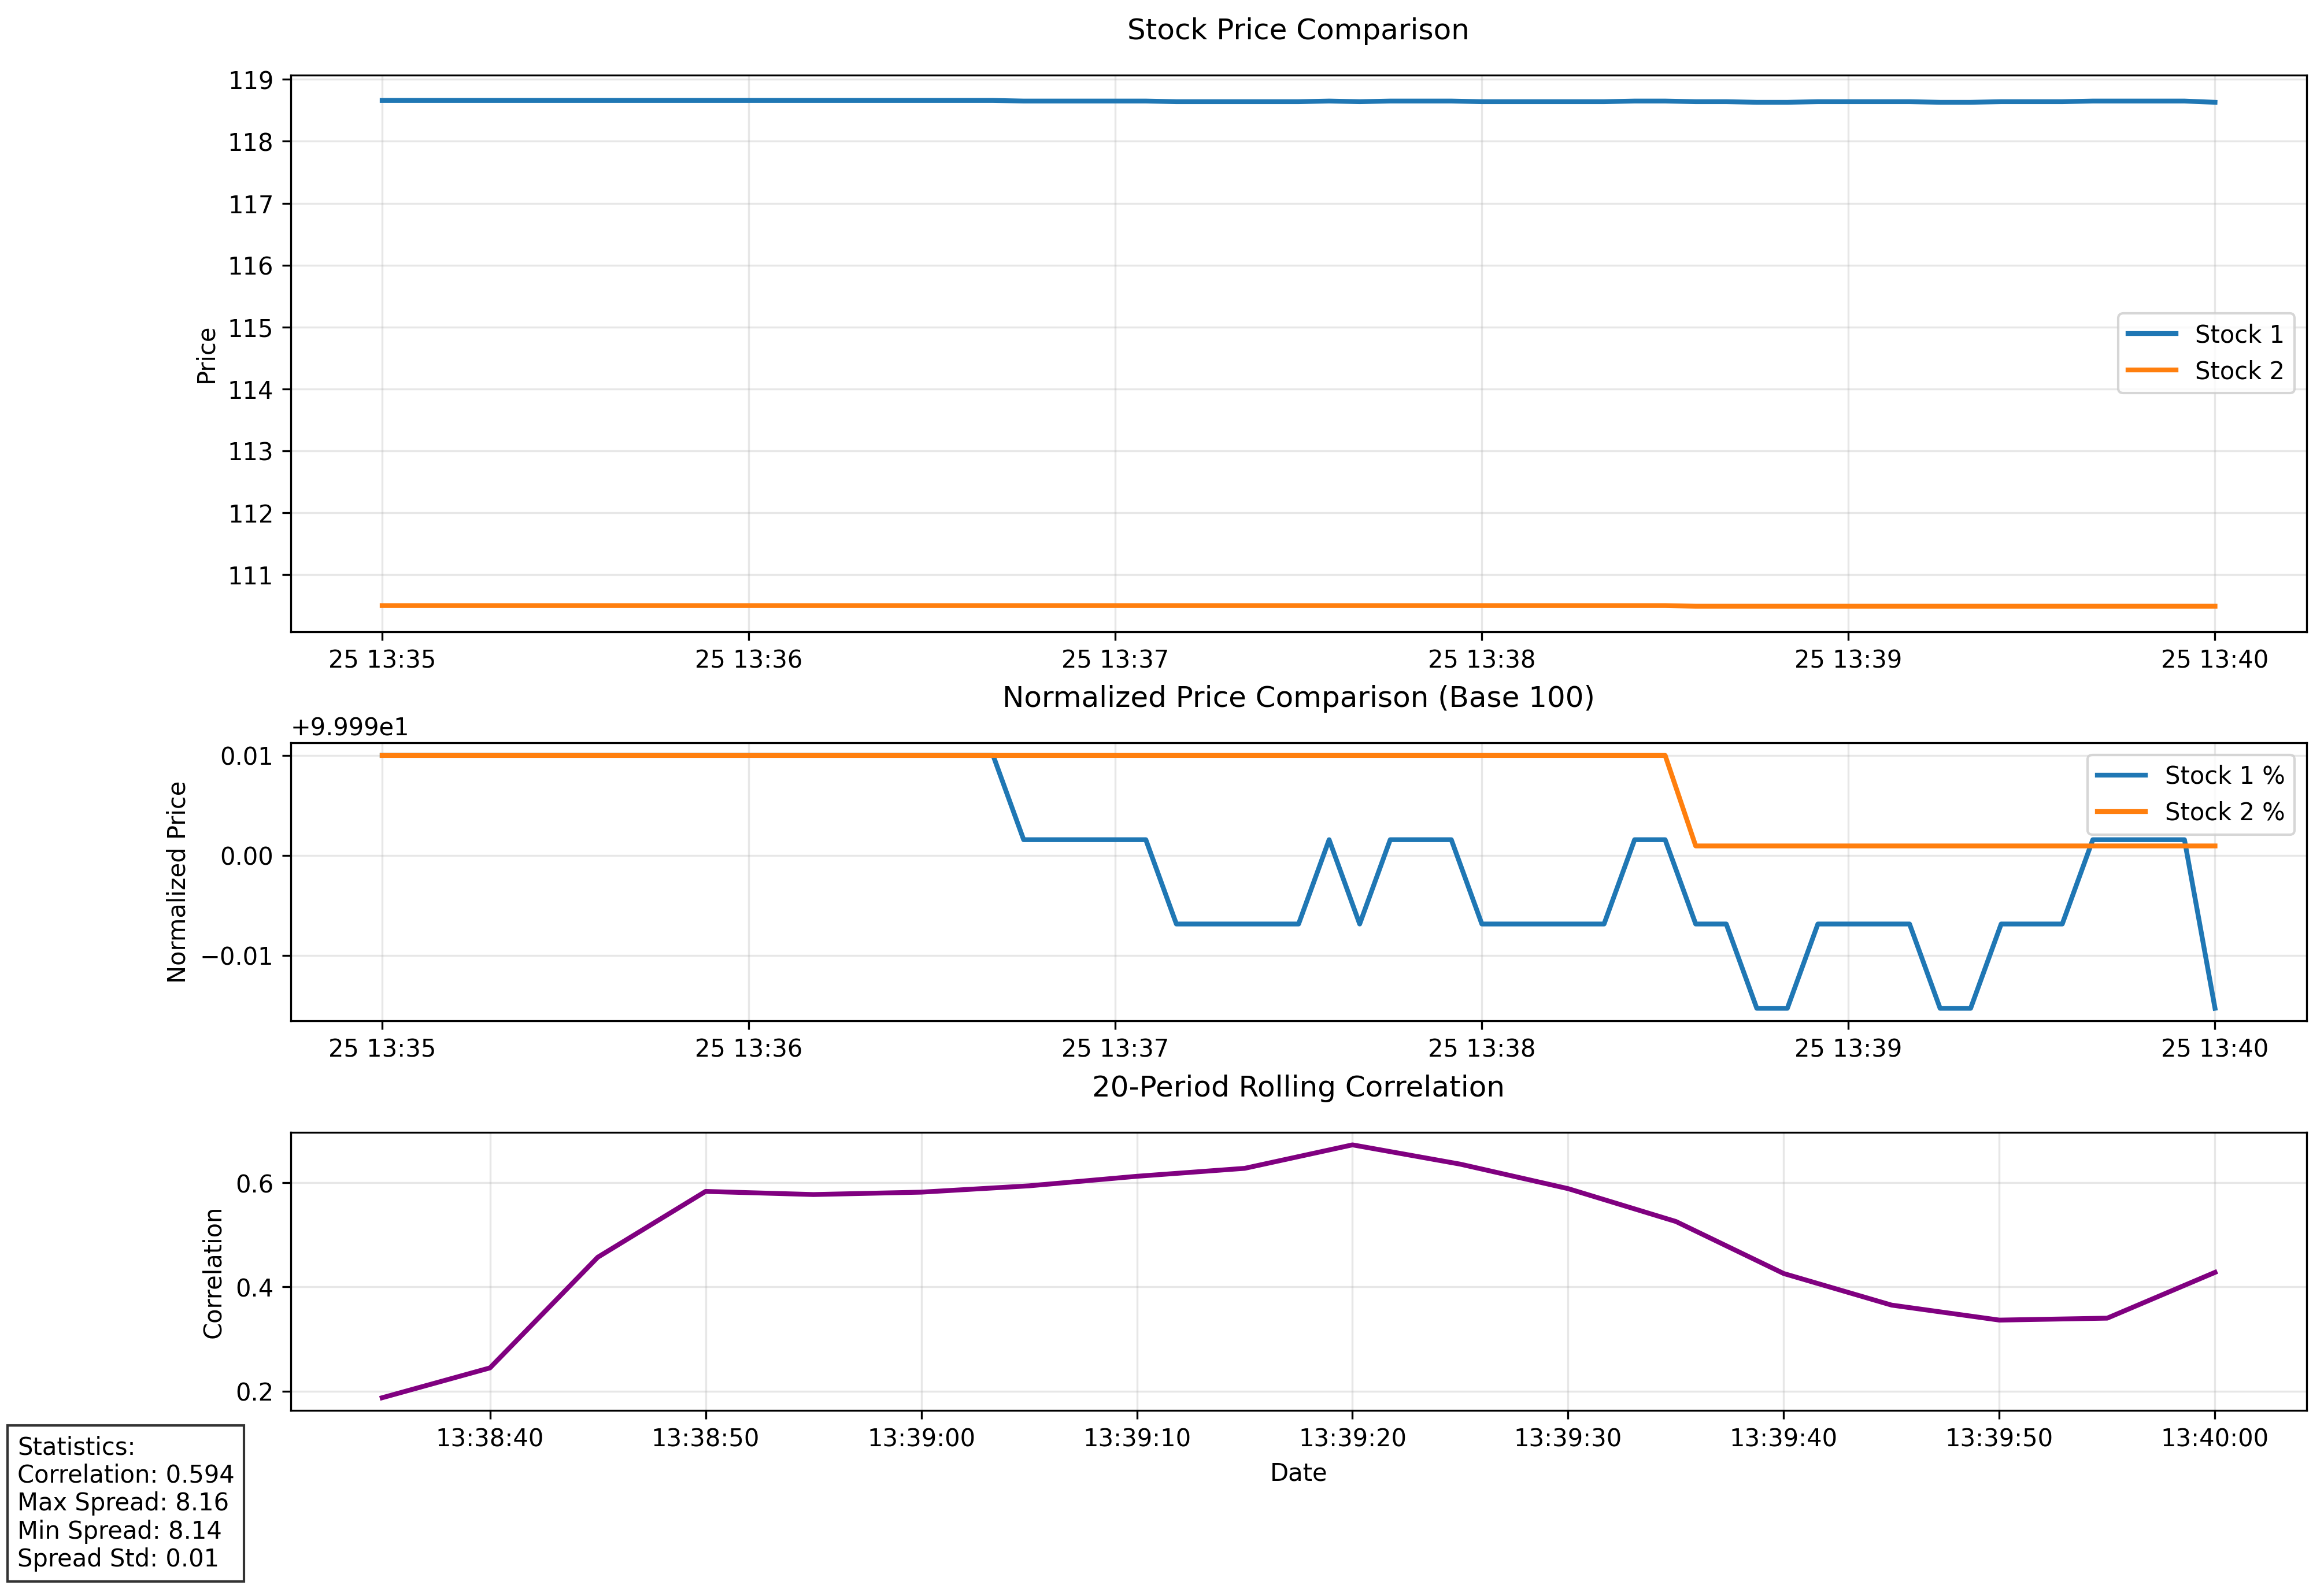 Stock Price Comparison
119
118
117
116
115
114
113
112
111
Price
Stock 1
Stock 2
25 13:35
25 13:36
25 13:37
25 13:38
25 13:39
25 13:40
Normalized Price Comparison (Base 100)
+9.999e1
0.01
0.00
−0.01
Normalized Price
Stock 1 %
Stock 2 %
25 13:35
25 13:36
25 13:37
25 13:38
25 13:39
25 13:40
20-Period Rolling Correlation
0.6
0.4
0.2
Correlation
13:38:40
13:38:50
13:39:00
13:39:10
13:39:20
13:39:30
13:39:40
13:39:50
13:40:00
Date
Statistics:
Correlation: 0.594
Max Spread: 8.16
Min Spread: 8.14
Spread Std: 0.01